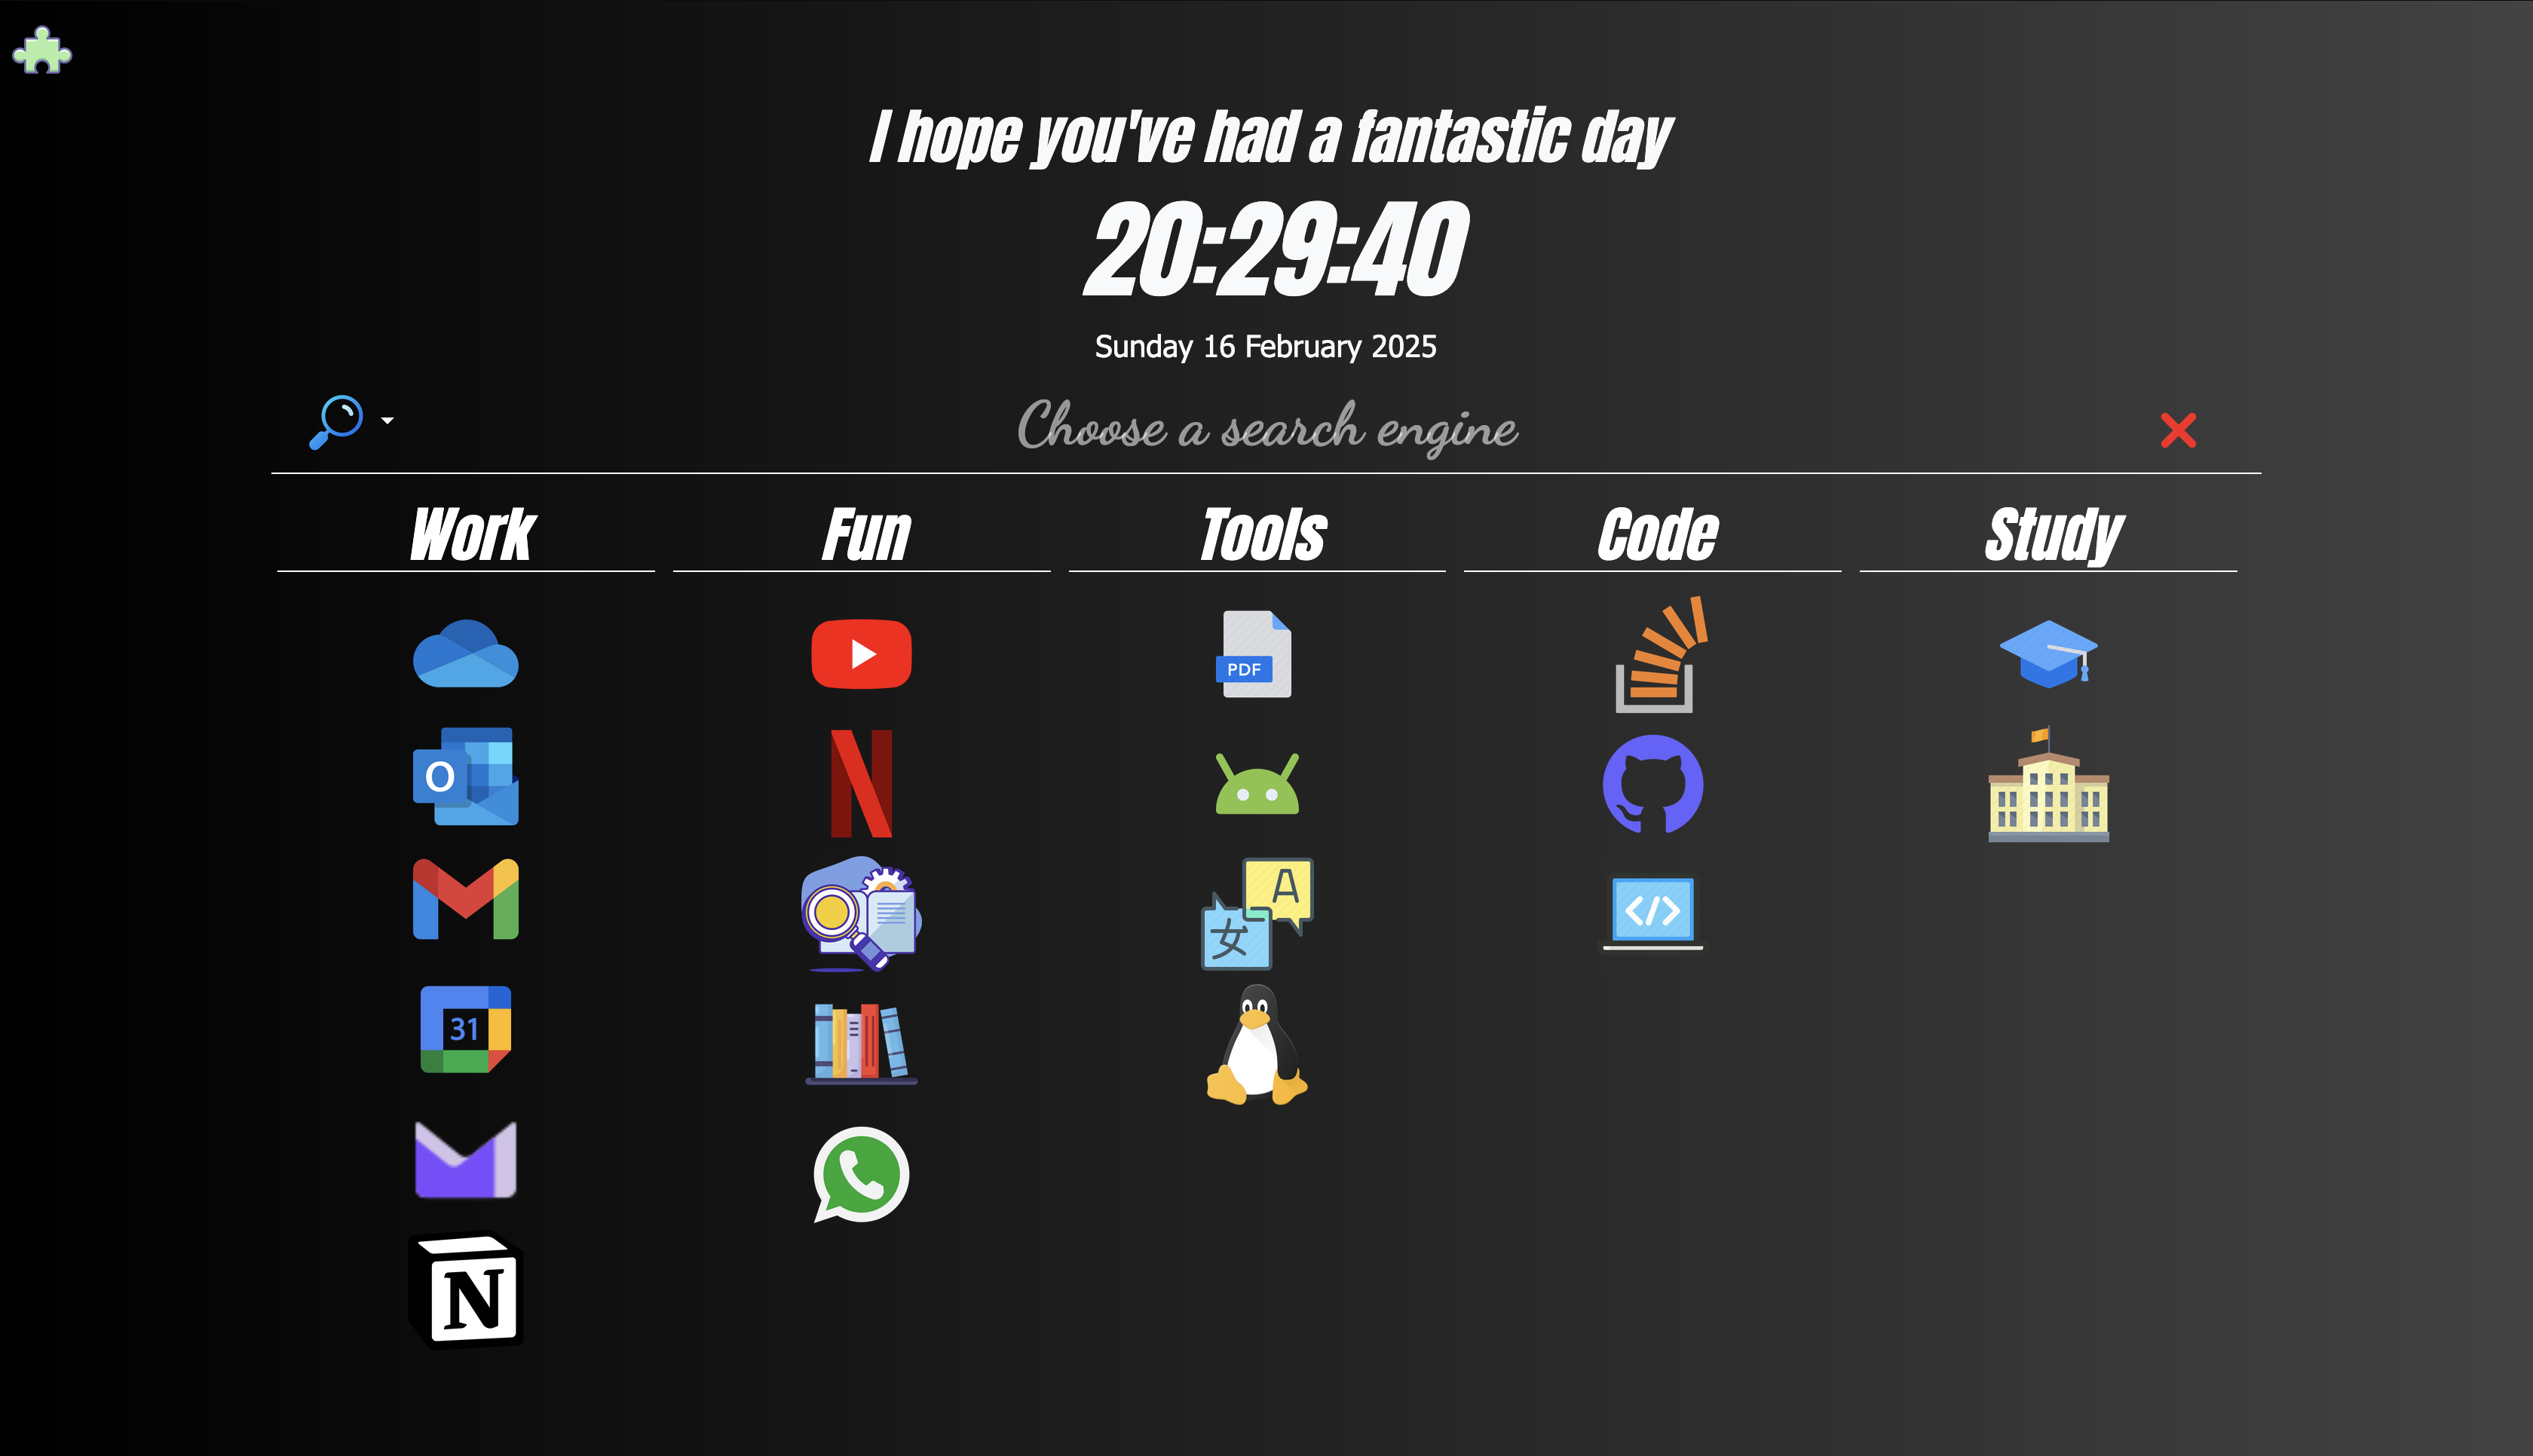 I hope you've had a fantastic day
20:29:40
Sunday 16 February 2025
Choose a search engine
Work
Fun
Tools
Code
Study
PDF
O
N
A
女
</>
31
N